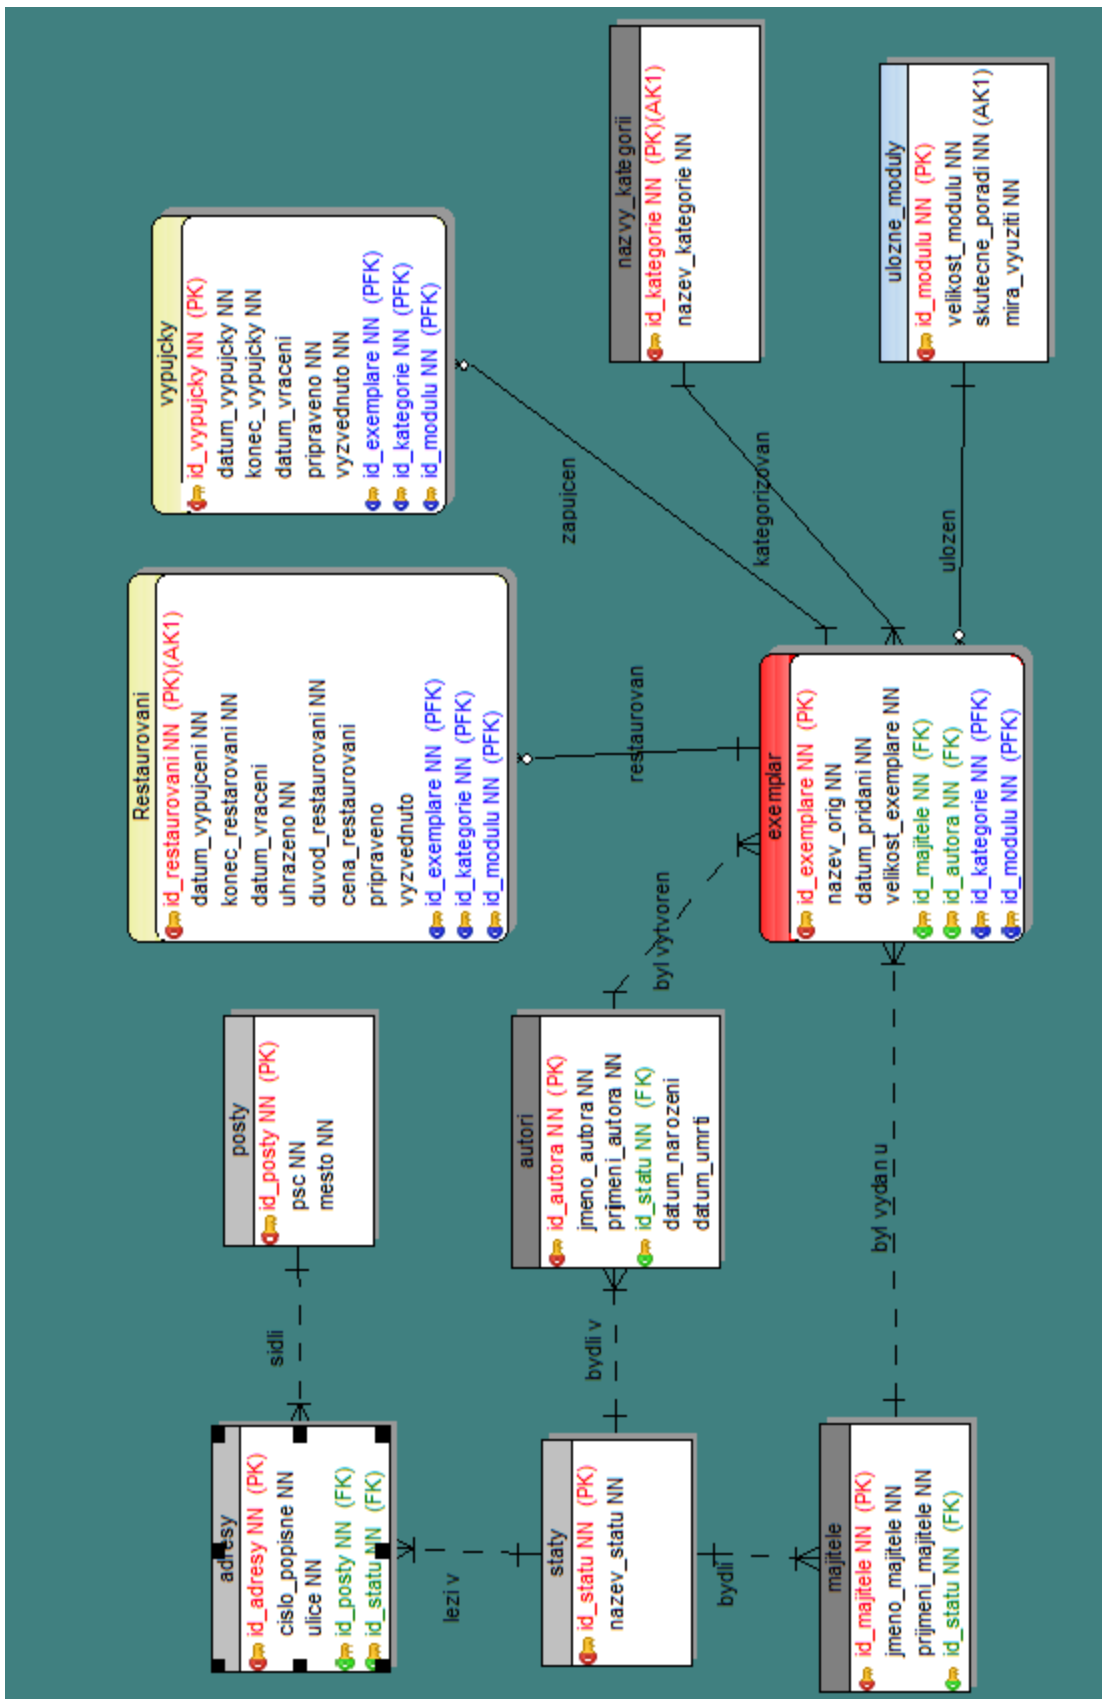 adresy
id_adresy NN (PK)
cislo_popisne NN
ulice NN
id_posty NN (FK)
id_statu NN (FK)
sidli
posty
id_posty NN (PK)
psc NN
mesto NN
Restaurovani
id_restaurovani NN (PK)(AK1)
datum_vypujceni NN
konec_restarovani NN
datum_vraceni
uhrazeno NN
duvod_restaurovani NN
cena_restaurovani
pripraveno
vyzvednuto
id_exemplare NN (PFK)
id_kategorie NN (PFK)
id_modulu NN (PFK)
vypujcky
id_vypujcky NN (PK)
datum_vypujcky NN
konec_vypujcky NN
datum_vraceni
pripraveno NN
vyzvednuto NN
id_exemplare NN (PFK)
id_kategorie NN (PFK)
id_modulu NN (PFK)
lezi v
staty
id_statu NN (PK)
nazev_statu NN
bydli v
autori
id_autora NN (PK)
jmeno_autora NN
prijmeni_autora NN
id_statu NN (FK)
datum_narozeni
datum_umrti
byl vytvoren
restaurovan
zapujcen
nazvy_kategorii
id_kategorie NN (PK)(AK1)
nazev_kategorie NN
kategorizovan
bydli
majitele
id_majitele NN (PK)
jmeno_majitele NN
prijmeni_majitele NN
id_statu NN (FK)
byl vydan u
exemplar
id_exemplare NN (PK)
nazev_orig NN
datum_pridani NN
velikost_exemplare NN
id_majitele NN (FK)
id_autora NN (FK)
id_kategorie NN (PFK)
id_modulu NN (PFK)
ulozen
ulozne_moduly
id_modulu NN (PK)
velikost_modulu NN
skutecne_poradi NN (AK1)
mira_vyuziti NN